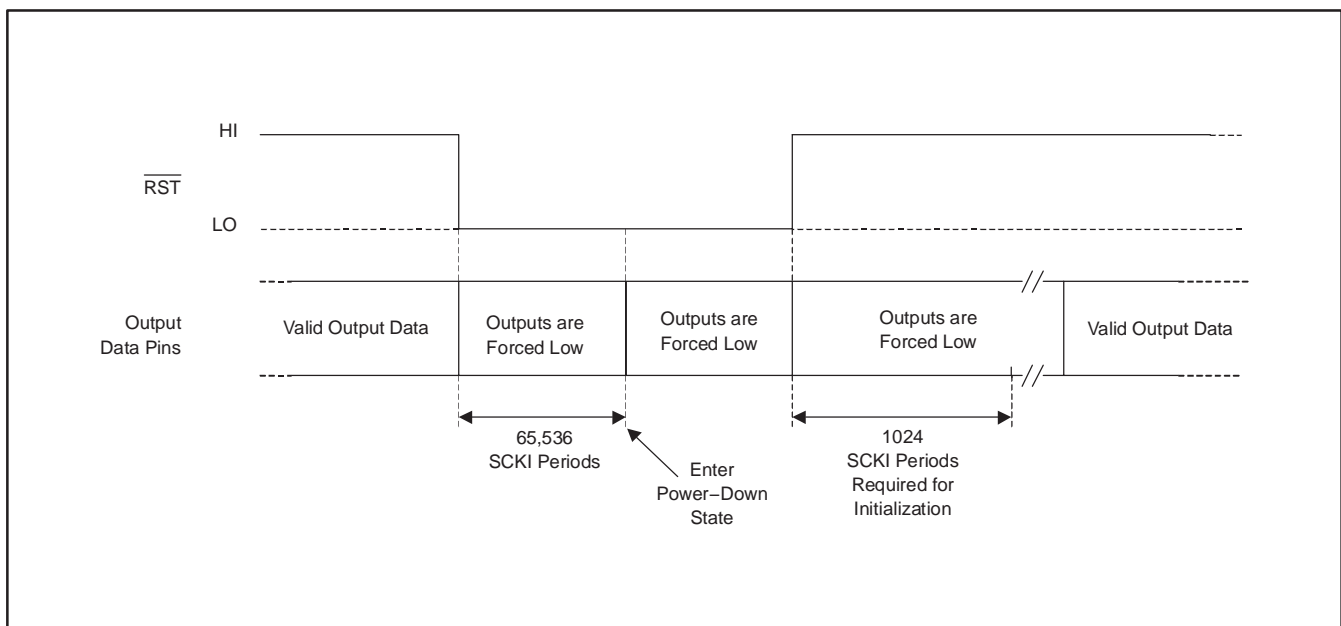 HI
RST
LO
Output
Data Pins
Valid Output Data
Outputs are
Forced Low
Outputs are
Forced Low
Outputs are
Forced Low
Valid Output Data
65,536
SCKI Periods
Enter
Power−Down
State
1024
SCKI Periods
Required for
Initialization